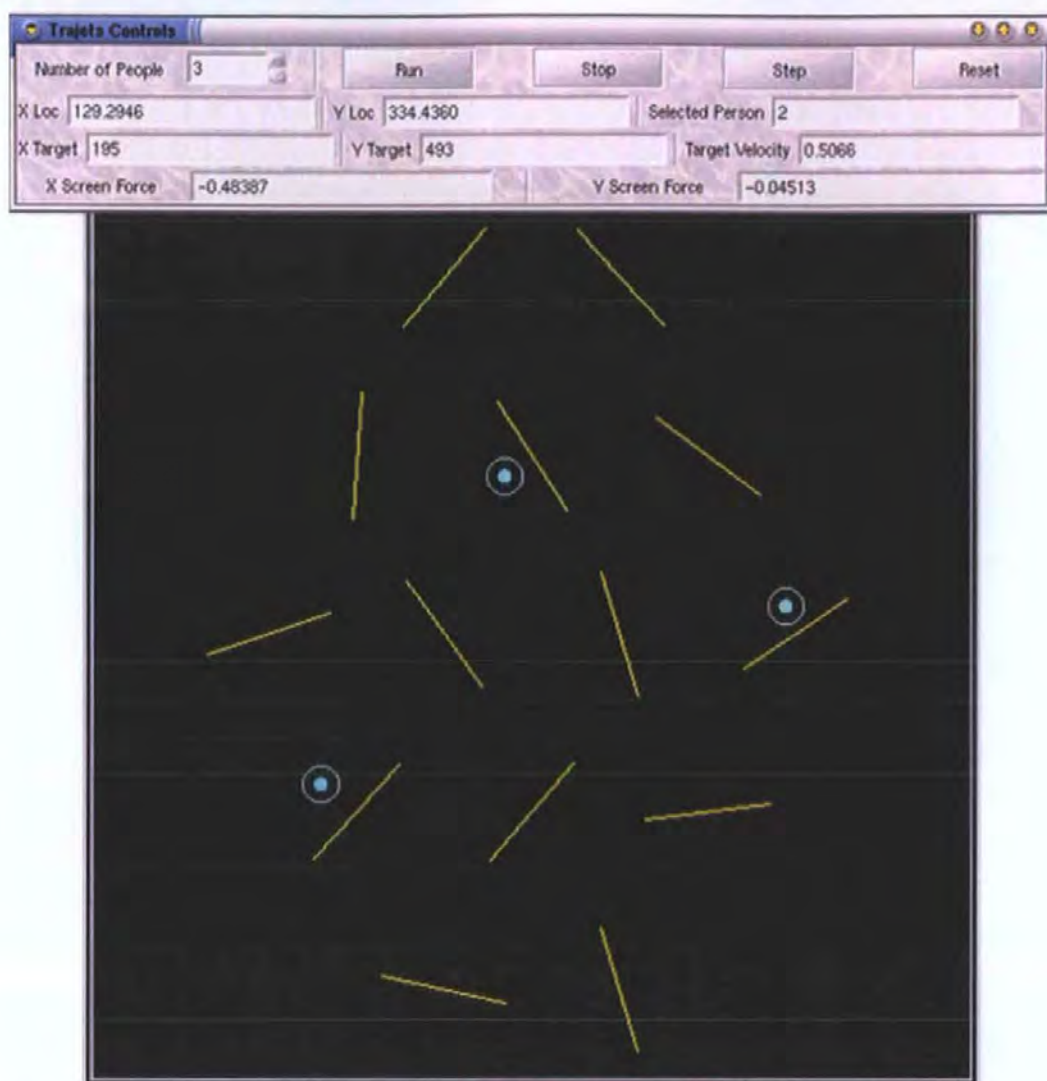 Trajets Controls
Number of People 3 Run Stop Step Reset
X Loc 129.2946 Y Loc 334.4360 Selected Person 2
X Target 195 Y Target 493 Target Velocity 0.5066
X Screen Force -0.48387 Y Screen Force -0.04513